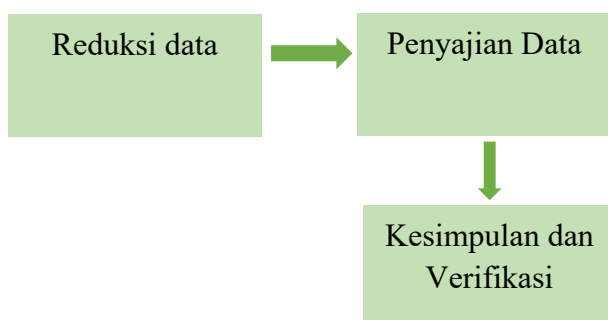 Reduksi data
Penyajian Data
Kesimpulan dan
Verifikasi